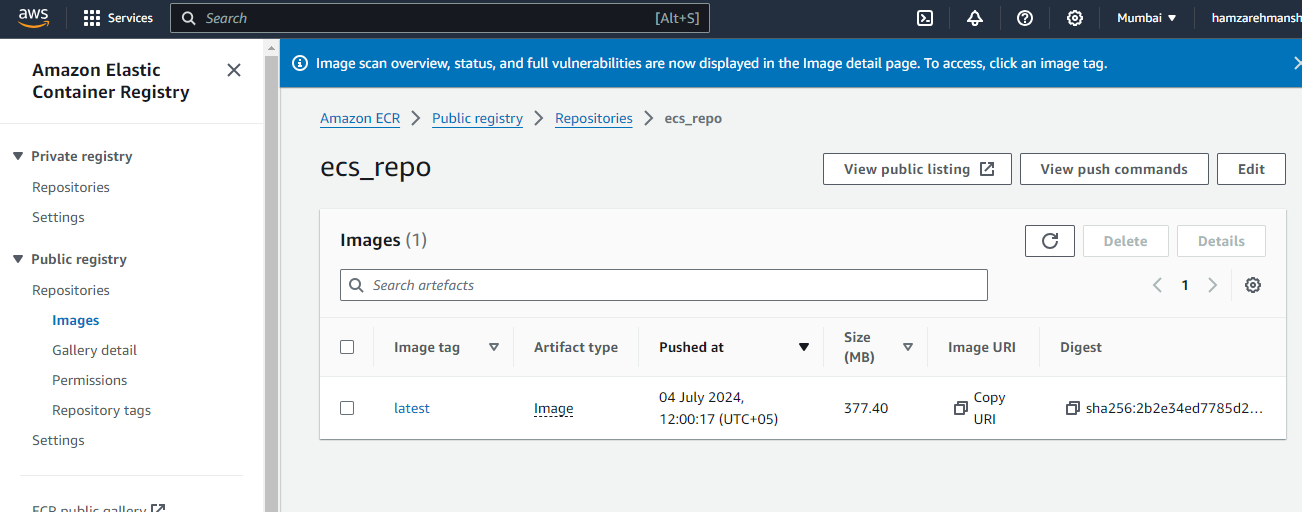 aws
Services
Search [Alt+S]
Mumbai
hamzarehmansh
Amazon Elastic
Container Registry
Private registry
Repositories
Settings
Public registry
Repositories
Images
Gallery detail
Permissions
Repository tags
Settings
ECR public gallery
Image scan overview, status, and full vulnerabilities are now displayed in the Image detail page. To access, click an image tag.
Amazon ECR > Public registry > Repositories > ecs_repo
ecs_repo
View public listing
View push commands
Edit
Images (1)
Delete
Details
Search artefacts
1
Image tag
Artifact type
Pushed at
Size
(MB)
Image URI
Digest
latest
Image
04 July 2024,
12:00:17 (UTC+05)
377.40
Copy
URI
sha256:2b2e34ed7785d2...